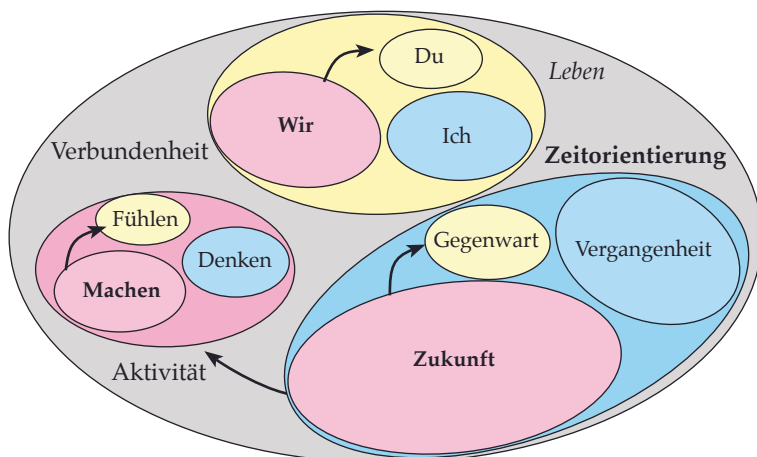 Du
Leben
Wir
Ich
Verbundenheit
Zeitorientierung
Fühlen
Gegenwart
Vergangenheit
Denken
Machen
Zukunft
Aktivität